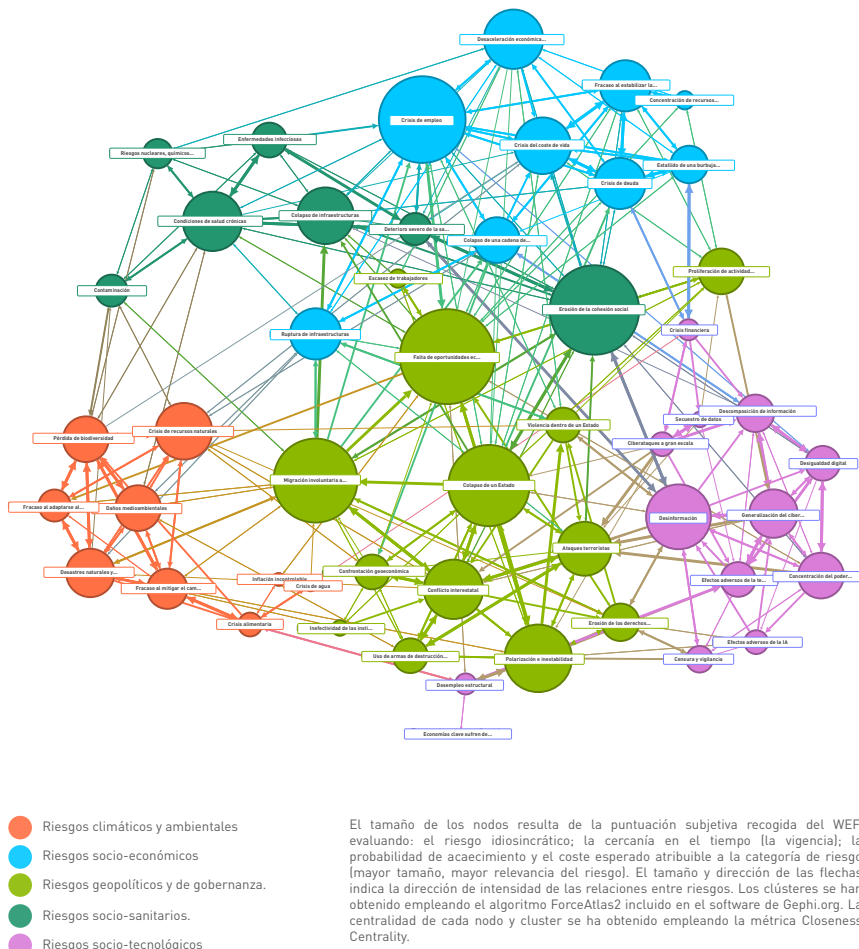 Desaceleración económica...
Fracaso al estabilizar la...
Concentración de recursos...
Crisis de empleo
Enfermedades infecciosas
Crisis del coste de vida
Riesgos nucleares, químicos...
Estallido de una burbuja...
Crisis de deuda
Colapso de infraestructuras
Condiciones de salud crónicas
Deterioro severo de la sa...
Colapso de una cadena de...
Proliferación de actividad...
Escasez de trabajadores
Contaminación
Erosión de la cohesión social
Crisis financiera
Ruptura de infraestructuras
Falta de oportunidades ec...
Descomposición de información
Secuestro de datos
Violencia dentro de un Estado
Crisis de recursos naturales
Pérdida de biodiversidad
Ciberataques a gran escala
Desigualdad digital
Migración involuntaria a...
Colapso de un Estado
Fracaso al adaptarse al...
Daños medioambientales
Desinformación
Generalización del ciber...
Ataques terroristas
Desastres naturales y...
Confrontación geoeconómica
Concentración del poder...
Inflación incontrolable
Efectos adversos de la te...
Crisis de agua
Fracaso al mitigar el cam...
Conflicto interestatal
Crisis alimentaria
Inefectividad de las insti...
Erosión de los derechos...
Efectos adversos de la IA
Uso de armas de destrucción...
Polarización e inestabilidad
Censura y vigilancia
Desempleo estructural
Economías clave sufren de...
Riesgos climáticos y ambientales
Riesgos socio-económicos
Riesgos geopolíticos y de gobernanza.
Riesgos socio-sanitarios.
Riesgos socio-tecnológicos
El tamaño de los nodos resulta de la puntuación subjetiva recogida del WEF
evaluando: el riesgo idiosincrático; la cercanía en el tiempo (la vigencia); la
probabilidad de acaecimiento y el coste esperado atribuible a la categoría de riesgo
(mayor tamaño, mayor relevancia del riesgo). El tamaño y dirección de las flechas
indica la dirección de intensidad de las relaciones entre riesgos. Los clústeres se han
obtenido empleando el algoritmo ForceAtlas2 incluido en el software de Gephi.org. La
centralidad de cada nodo y cluster se ha obtenido empleando la métrica Closeness
Centrality.